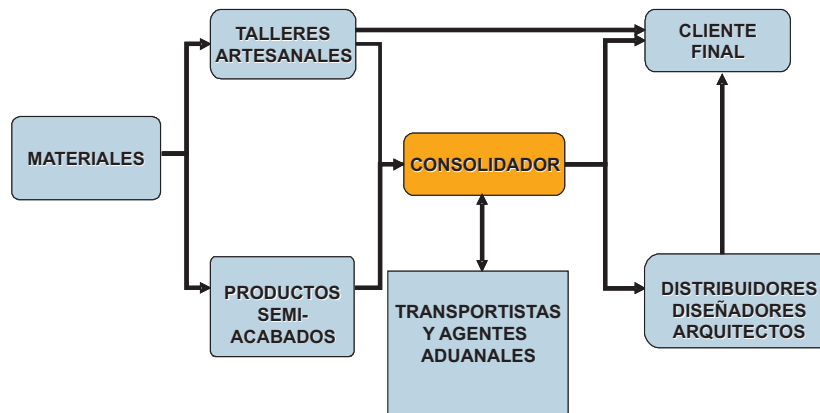 TALLERES
ARTESANALES
CLIENTE
FINAL
MATERIALES
CONSOLIDADOR
PRODUCTOS
SEMI-
ACABADOS
TRANSPORTISTAS
Y AGENTES
ADUANALES
DISTRIBUIDORES
DISEÑADORES
ARQUITECTOS